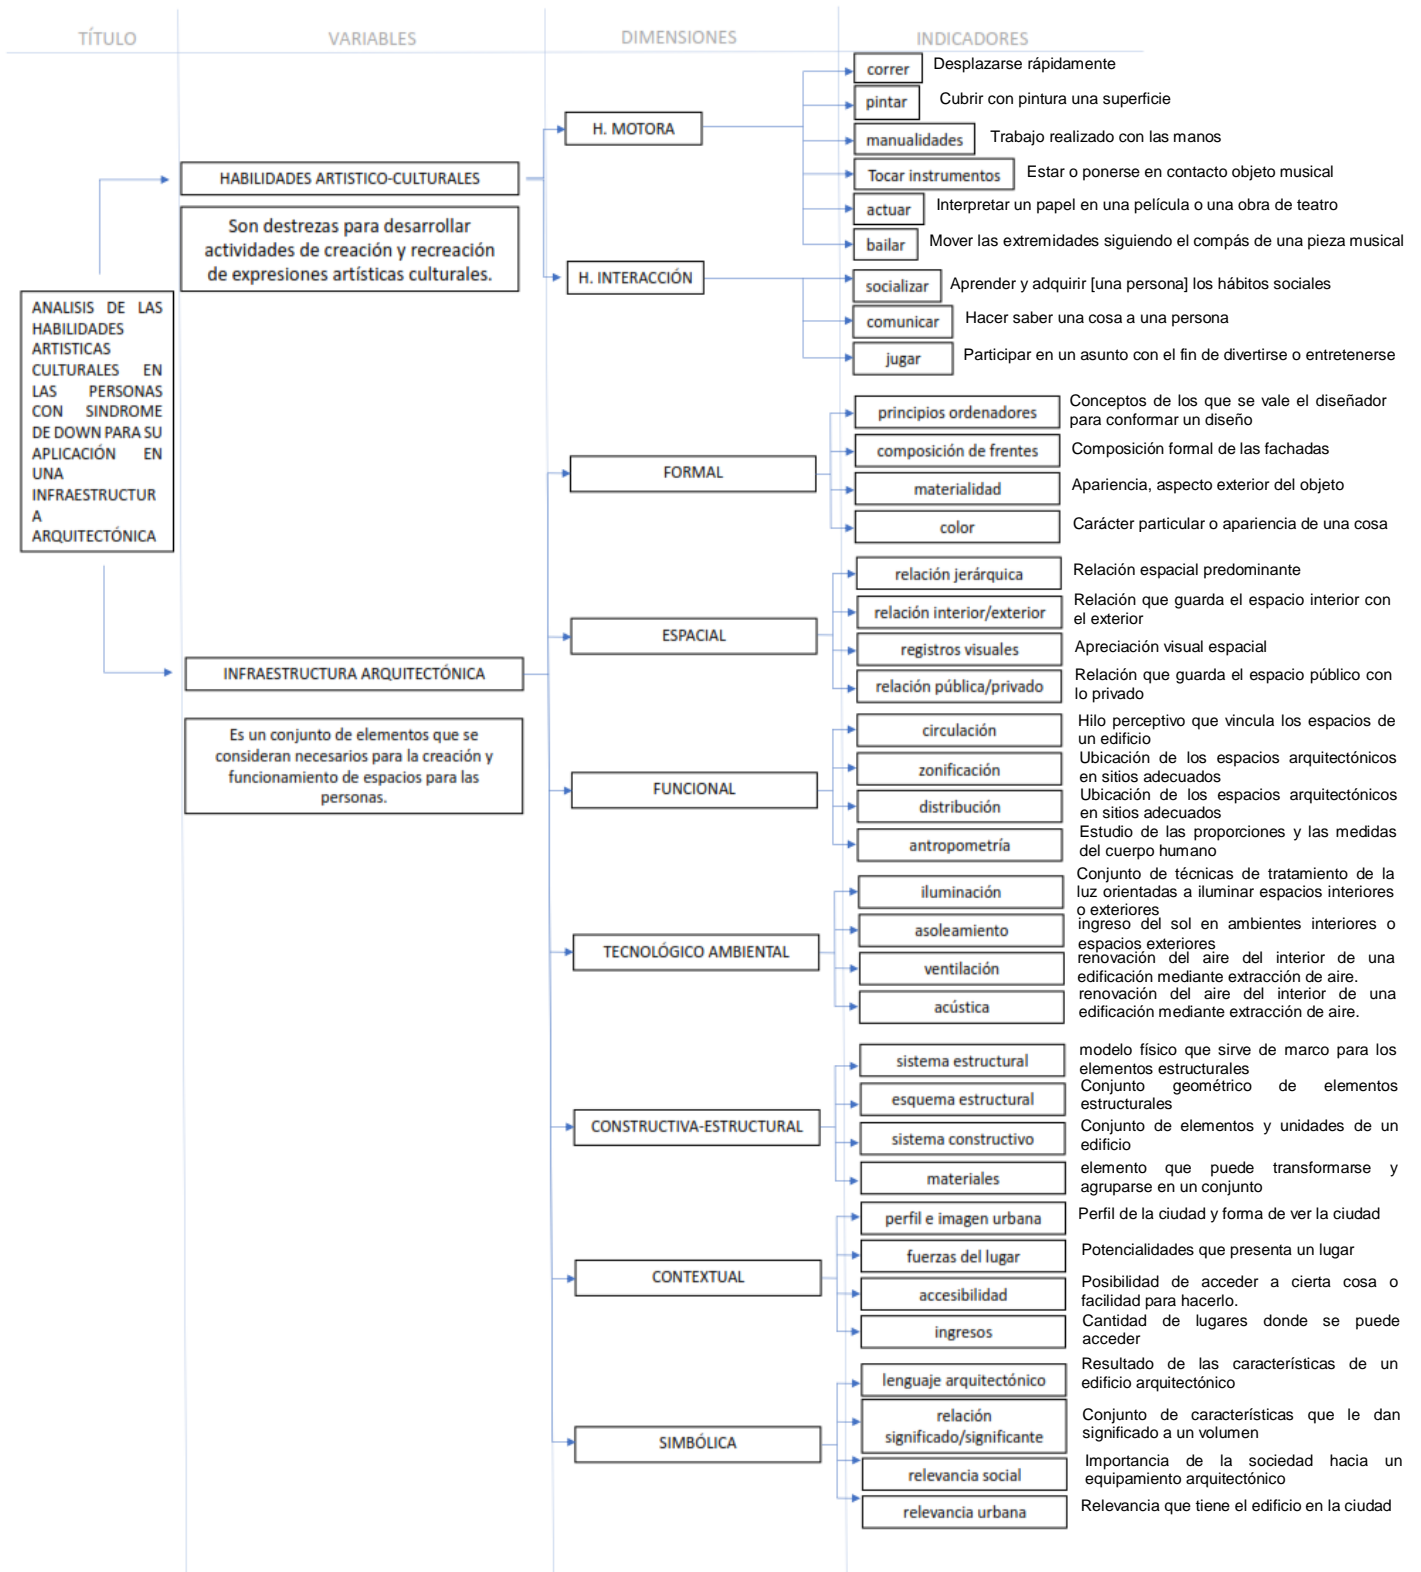 TÍTULO
VARIABLES
DIMENSIONES
INDICADORES
ANALISIS DE LAS
HABILIDADES
ARTISTICAS
CULTURALES EN
LAS PERSONAS
CON SINDROME
DE DOWN PARA SU
APLICACIÓN EN
UNA
INFRAESTRUCTUR
A
ARQUITECTÓNICA
HABILIDADES ARTISTICO-CULTURALES
Son destrezas para desarrollar
actividades de creación y recreación
de expresiones artísticas culturales.
H. MOTORA
correr
Desplazarse rápidamente
pintar
Cubrir con pintura una superficie
manualidades
Trabajo realizado con las manos
Tocar instrumentos
Estar o ponerse en contacto objeto musical
actuar
Interpretar un papel en una película o una obra de teatro
bailar
Mover las extremidades siguiendo el compás de una pieza musical
H. INTERACCIÓN
socializar
Aprender y adquirir [una persona] los hábitos sociales
comunicar
Hacer saber una cosa a una persona
jugar
Participar en un asunto con el fin de divertirse o entretenerse
INFRAESTRUCTURA ARQUITECTÓNICA
Es un conjunto de elementos que se
consideran necesarios para la creación y
funcionamiento de espacios para las
personas.
FORMAL
principios ordenadores
Conceptos de los que se vale el diseñador
para conformar un diseño
composición de frentes
Composición formal de las fachadas
materialidad
Apariencia, aspecto exterior del objeto
color
Carácter particular o apariencia de una cosa
ESPACIAL
relación jerárquica
Relación espacial predominante
relación interior/exterior
Relación que guarda el espacio interior con
el exterior
registros visuales
Apreciación visual espacial
relación pública/privado
Relación que guarda el espacio público con
lo privado
FUNCIONAL
circulación
Hilo perceptivo que vincula los espacios de
un edificio
zonificación
Ubicación de los espacios arquitectónicos
en sitios adecuados
distribución
Ubicación de los espacios arquitectónicos
en sitios adecuados
antropometría
Estudio de las proporciones y las medidas
del cuerpo humano
TECNOLÓGICO AMBIENTAL
iluminación
Conjunto de técnicas de tratamiento de la
luz orientadas a iluminar espacios interiores
o exteriores
asoleamiento
ingreso del sol en ambientes interiores o
espacios exteriores
ventilación
renovación del aire del interior de una
edificación mediante extracción de aire.
acústica
renovación del aire del interior de una
edificación mediante extracción de aire.
CONSTRUCTIVA-ESTRUCTURAL
sistema estructural
modelo físico que sirve de marco para los
elementos estructurales
esquema estructural
Conjunto geométrico de elementos
estructurales
sistema constructivo
Conjunto de elementos y unidades de un
edificio
materiales
elemento que puede transformarse y
agruparse en un conjunto
CONTEXTUAL
perfil e imagen urbana
Perfil de la ciudad y forma de ver la ciudad
fuerzas del lugar
Potencialidades que presenta un lugar
accesibilidad
Posibilidad de acceder a cierta cosa o
facilidad para hacerlo.
ingresos
Cantidad de lugares donde se puede
acceder
SIMBÓLICA
lenguaje arquitectónico
Resultado de las características de un
edificio arquitectónico
relación
significado/significante
Conjunto de características que le dan
significado a un volumen
relevancia social
Importancia de la sociedad hacia un
equipamiento arquitectónico
relevancia urbana
Relevancia que tiene el edificio en la ciudad